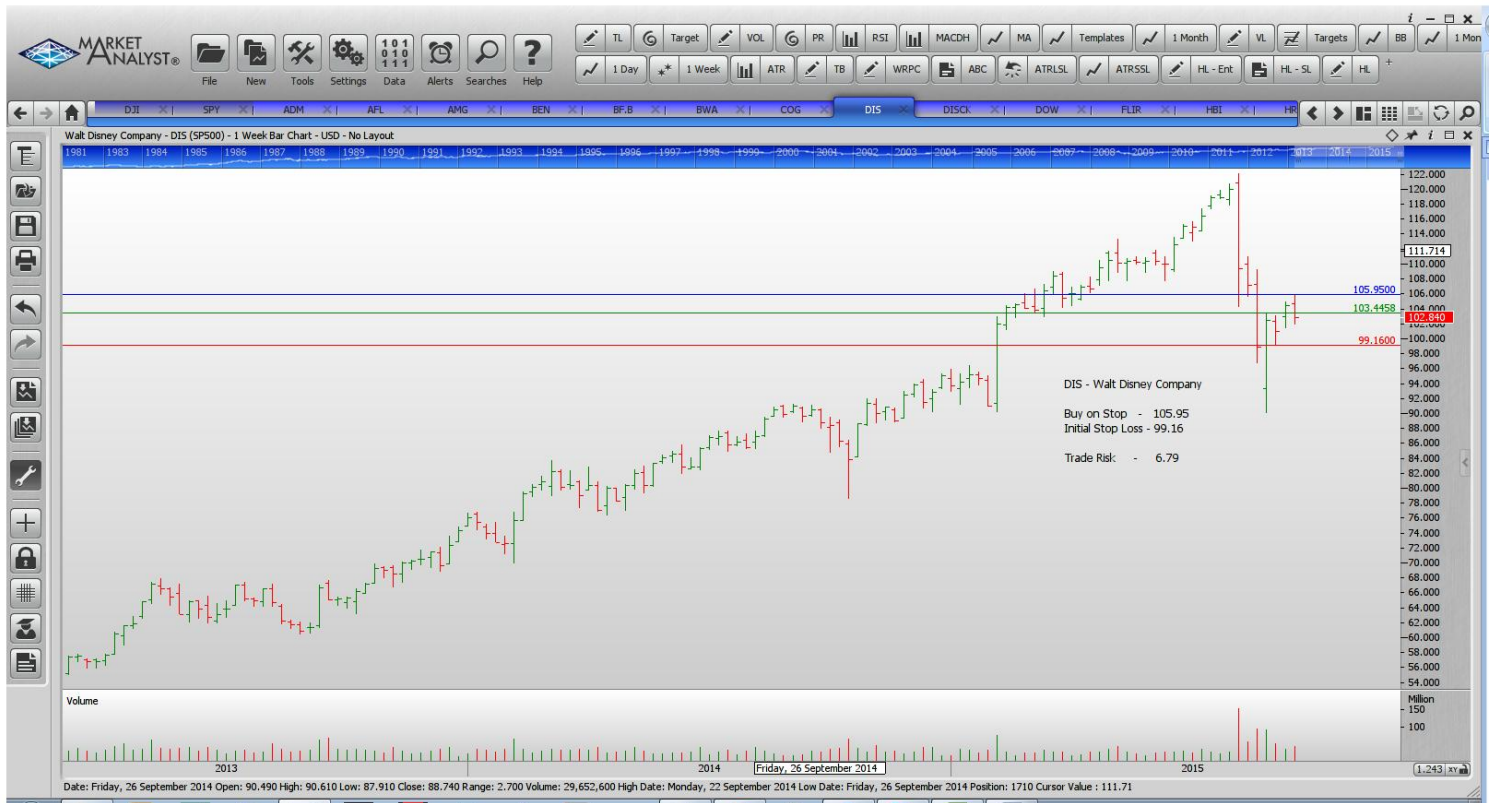 MARKET
ANALYST®
File New Tools Settings Data Alerts Searches Help
TL Target VOL PR RSI MACDH MA Templates 1 Month VL Targets BB 1 Mon
1 Day 1 Week ATR TB WRPC ABC ATRLSL ATRSSL HL - Ent HL - SL HL +
DJI SPY ADM AFL AMG BEN BF.B BWA COG DIS DISCK DOW FLIR HBI HR
Walt Disney Company - DIS (SP500) - 1 Week Bar Chart - USD - No Layout
1981 1983 1984 1985 1986 1987 1988 1989 1990 1991 1992 1993 1994 1995 1996 1997 1998 1999 2000 2001 2002 2003 2004 2005 2006 2007 2008 2009 2010 2011 2012 2013 2014 2015
122.000
120.000
118.000
116.000
114.000
111.714
110.000
108.000
105.9500
106.000
103.4458
104.000
102.840
102.000
99.1600
100.000
98.000
96.000
94.000
92.000
90.000
88.000
86.000
84.000
82.000
80.000
78.000
76.000
74.000
72.000
70.000
68.000
66.000
64.000
62.000
60.000
58.000
56.000
54.000
DIS - Walt Disney Company
Buy on Stop - 105.95
Initial Stop Loss - 99.16
Trade Risk - 6.79
Volume
Million
150
100
2013 2014 Friday, 26 September 2014 2015
1.243 XY
Date: Friday, 26 September 2014 Open: 90.490 High: 90.610 Low: 87.910 Close: 88.740 Range: 2.700 Volume: 29,652,600 High Date: Monday, 22 September 2014 Low Date: Friday, 26 September 2014 Position: 1710 Cursor Value : 111.71